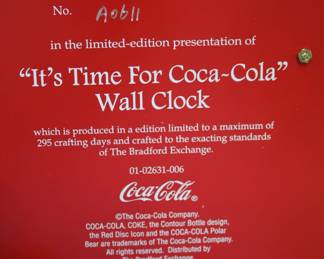 No. A0611
in the limited-edition presentation of
“It's Time For Coca-Cola”
Wall Clock
which is produced in a edition limited to a maximum of
295 crafting days and crafted to the exacting standards
of The Bradford Exchange.
01-02631-006
Coca-Cola®
©The Coca-Cola Company.
COCA-COLA, COKE, the Contour Bottle design,
the Red Disc Icon and the COCA-COLA Polar
Bear are trademarks of The Coca-Cola Company.
All rights reserved. Distributed by
The Bradford Exchange